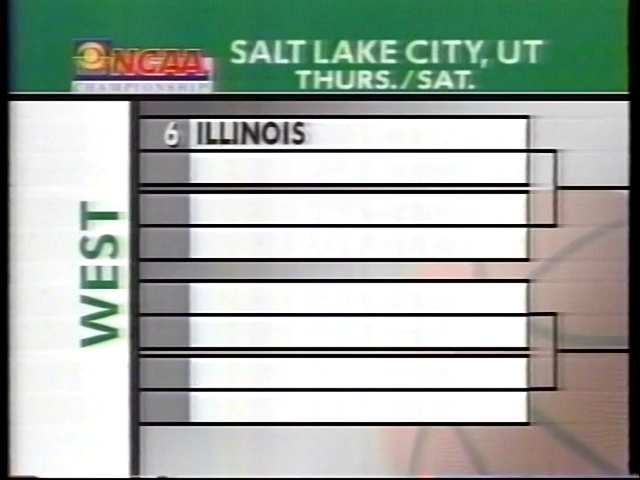 NCAA
CHAMPIONSHIP
SALT LAKE CITY, UT
THURS./SAT.
6 ILLINOIS
WEST